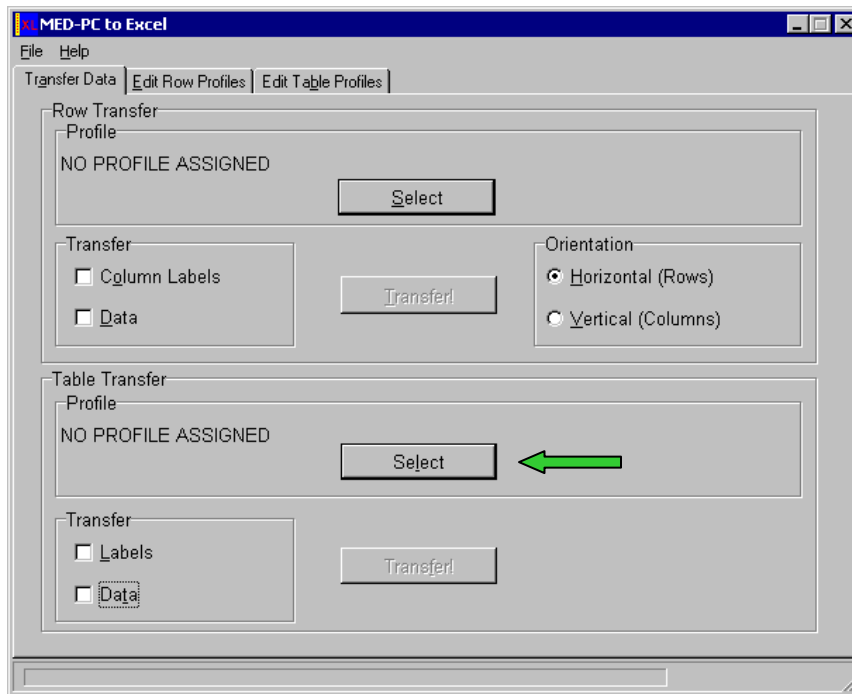 XL MED-PC to Excel
File Help
Transfer Data Edit Row Profiles Edit Table Profiles
Row Transfer
Profile
NO PROFILE ASSIGNED
Select
Transfer
Column Labels
Data
Transfer!
Orientation
Horizontal (Rows)
Vertical (Columns)
Table Transfer
Profile
NO PROFILE ASSIGNED
Select
Transfer
Labels
Data
Transfer!